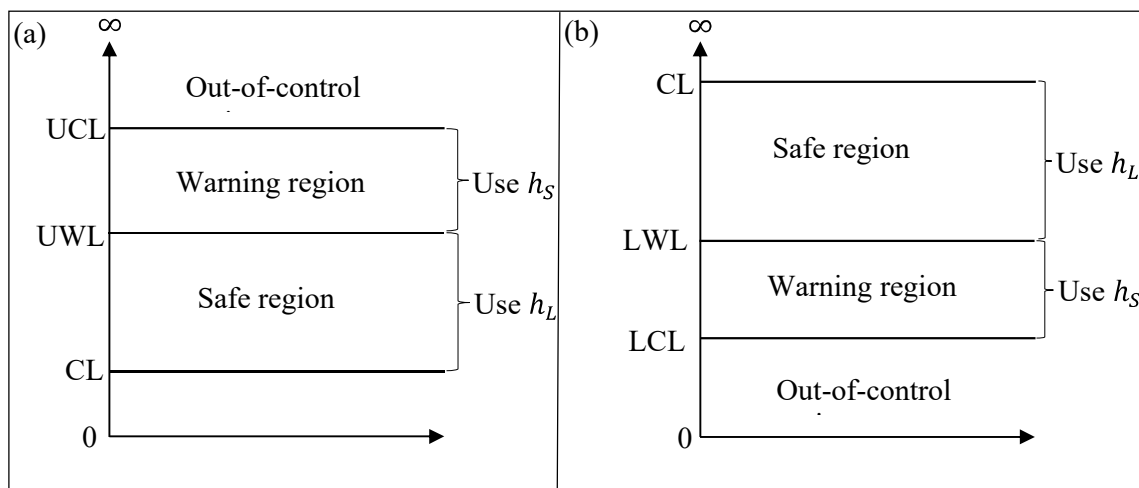 (a)
∞
Out-of-control
UCL
Warning region
Use h_S
UWL
Safe region
Use h_L
CL
0
(b)
∞
CL
Safe region
Use h_L
LWL
Warning region
Use h_S
LCL
Out-of-control
0